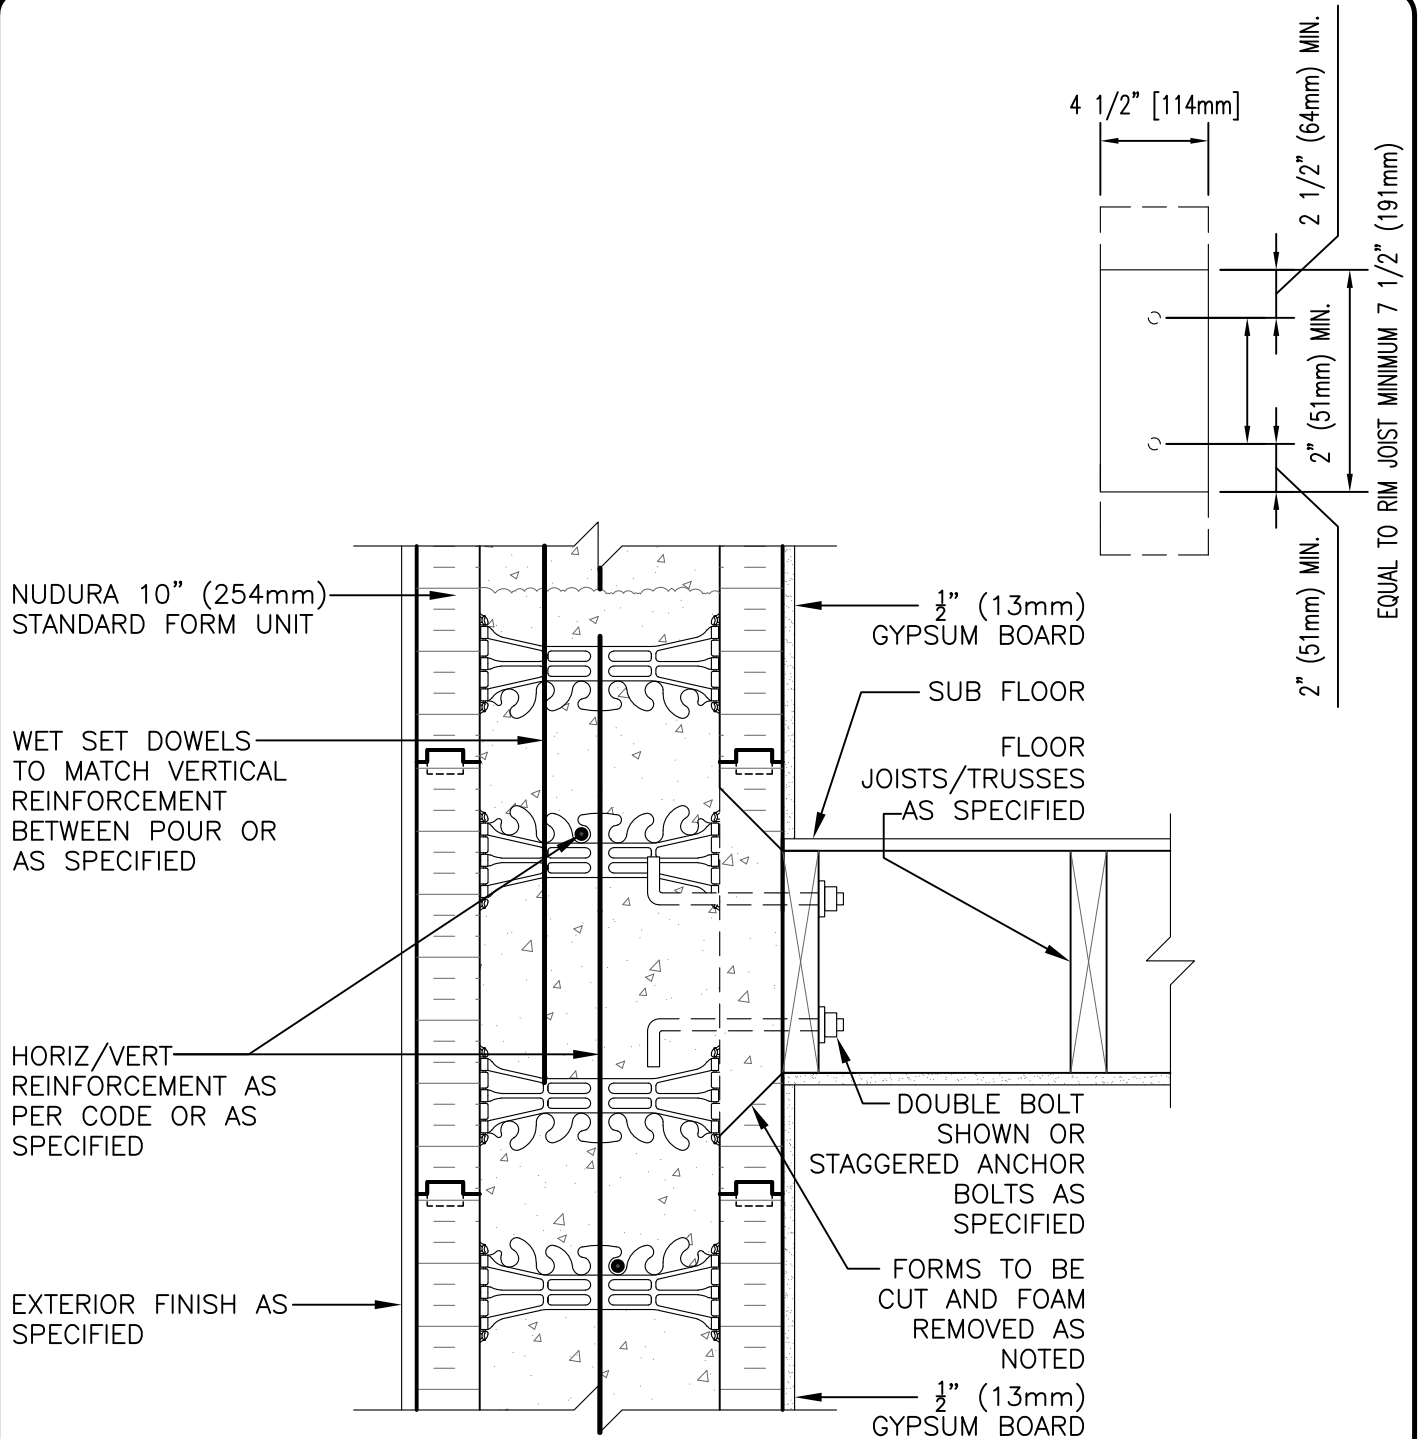 4 1/2" [114mm]
2 1/2" (64mm) MIN.
2" (51mm) MIN.
2" (51mm) MIN.
EQUAL TO RIM JOIST MINIMUM 7 1/2" (191mm)
NUDURA 10" (254mm)
STANDARD FORM UNIT
WET SET DOWELS
TO MATCH VERTICAL
REINFORCEMENT
BETWEEN POUR OR
AS SPECIFIED
HORIZ/VERT
REINFORCEMENT AS
PER CODE OR AS
SPECIFIED
EXTERIOR FINISH AS
SPECIFIED
1/2" (13mm)
GYPSUM BOARD
SUB FLOOR
FLOOR
JOISTS/TRUSSES
AS SPECIFIED
DOUBLE BOLT
SHOWN OR
STAGGERED ANCHOR
BOLTS AS
SPECIFIED
FORMS TO BE
CUT AND FOAM
REMOVED AS
NOTED
1/2" (13mm)
GYPSUM BOARD